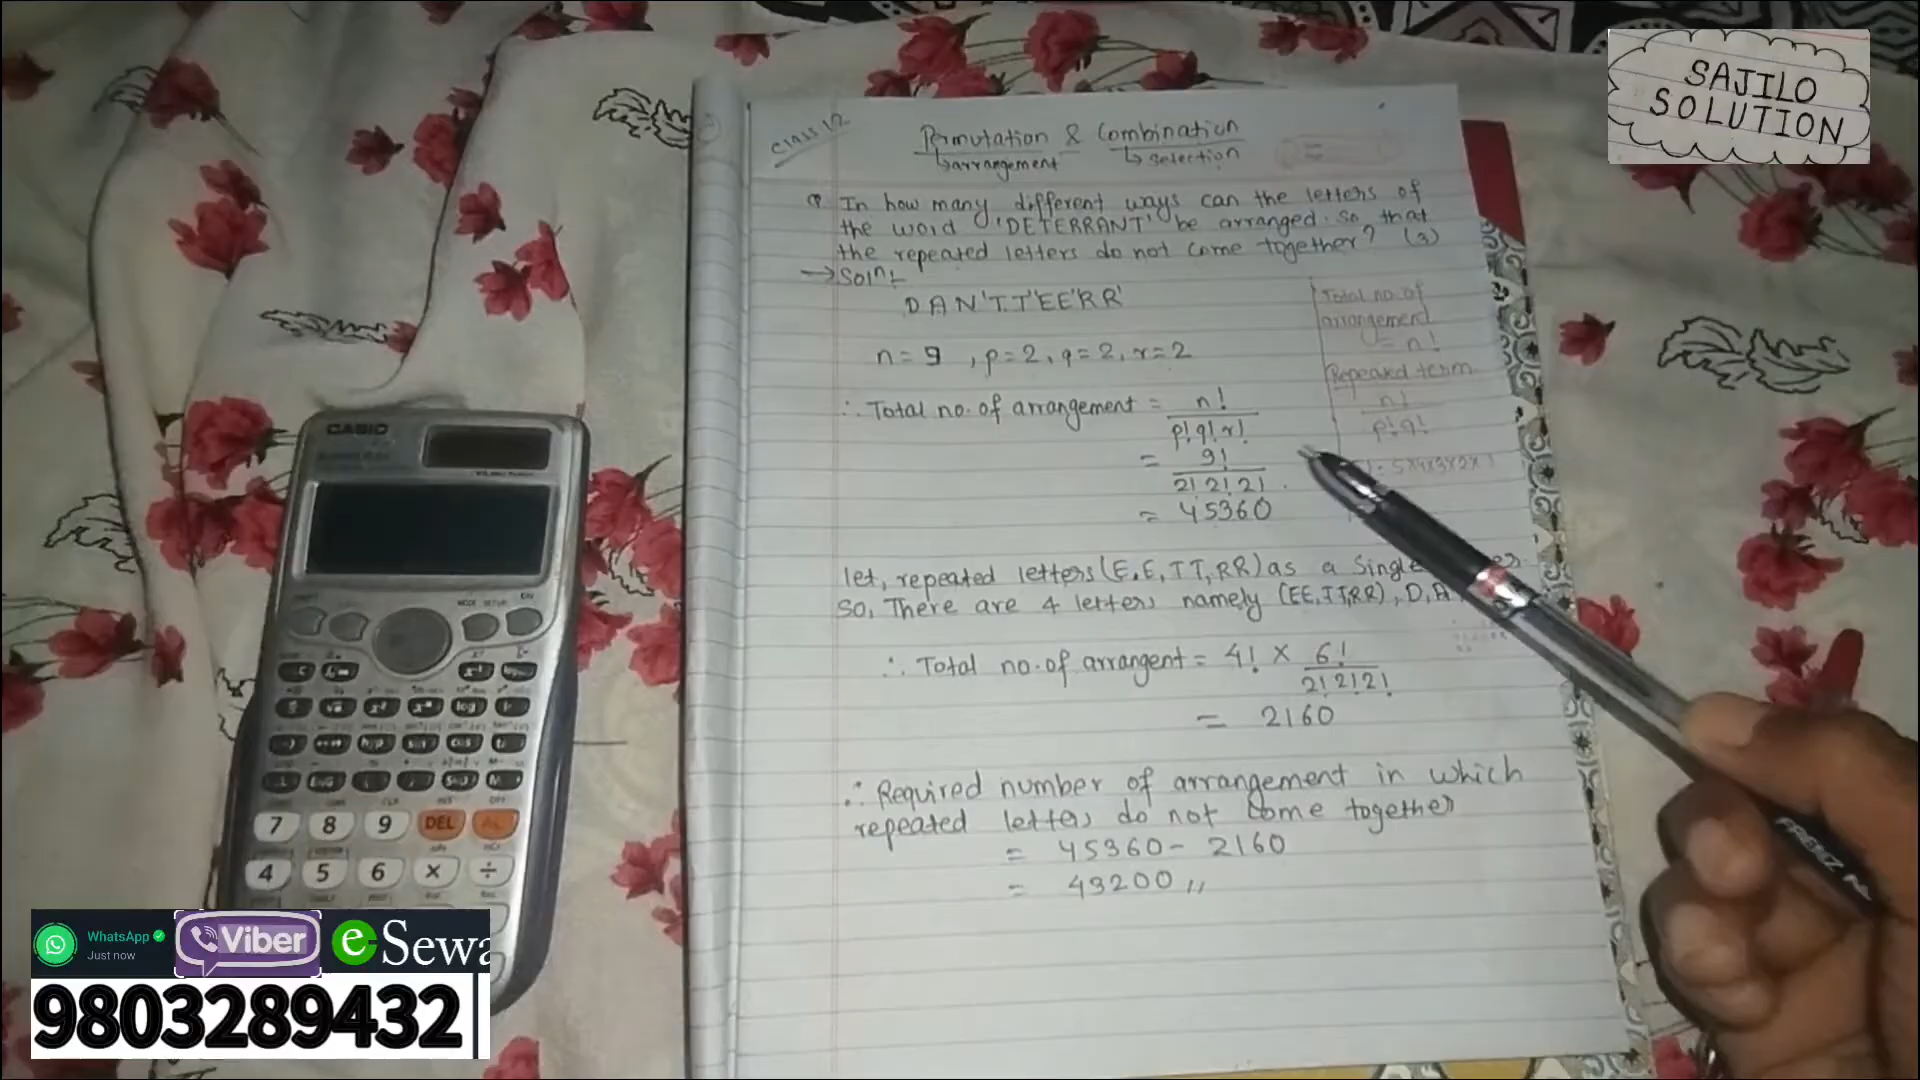 SAJILO
SOLUTION
Class 12
Permutation & Combination
↳arrangement ↳selection
Q In how many different ways can the letters of
the word 'DETERRANT' be arranged so that
the repeated letters do not come together? (3)
→ Soln:-
D A N 'T T' 'E E' 'R R'
n = 9 , p = 2, q = 2, r = 2
∴ Total no. of arrangement = n!
p! q! r!
= 9!
2! 2! 2!
= 45360
Total no. of
arrangement
= n!
Repeated term
n!
p! q!
5x4x3x2x1
let, repeated letters (E,E,TT,RR) as a Single
So, There are 4 letters namely (EE,TT,RR), D, A
∴ Total no. of arrangent = 4! × 6!
2! 2! 2!
= 2160
∴ Required number of arrangement in which
repeated letters do not come together
= 45360 - 2160
= 43200 ,,
CASIO
DEL
AC
7 8 9
4 5 6 × ÷
FREEZ
WhatsApp
Just now
Viber
e-Sewa
9803289432